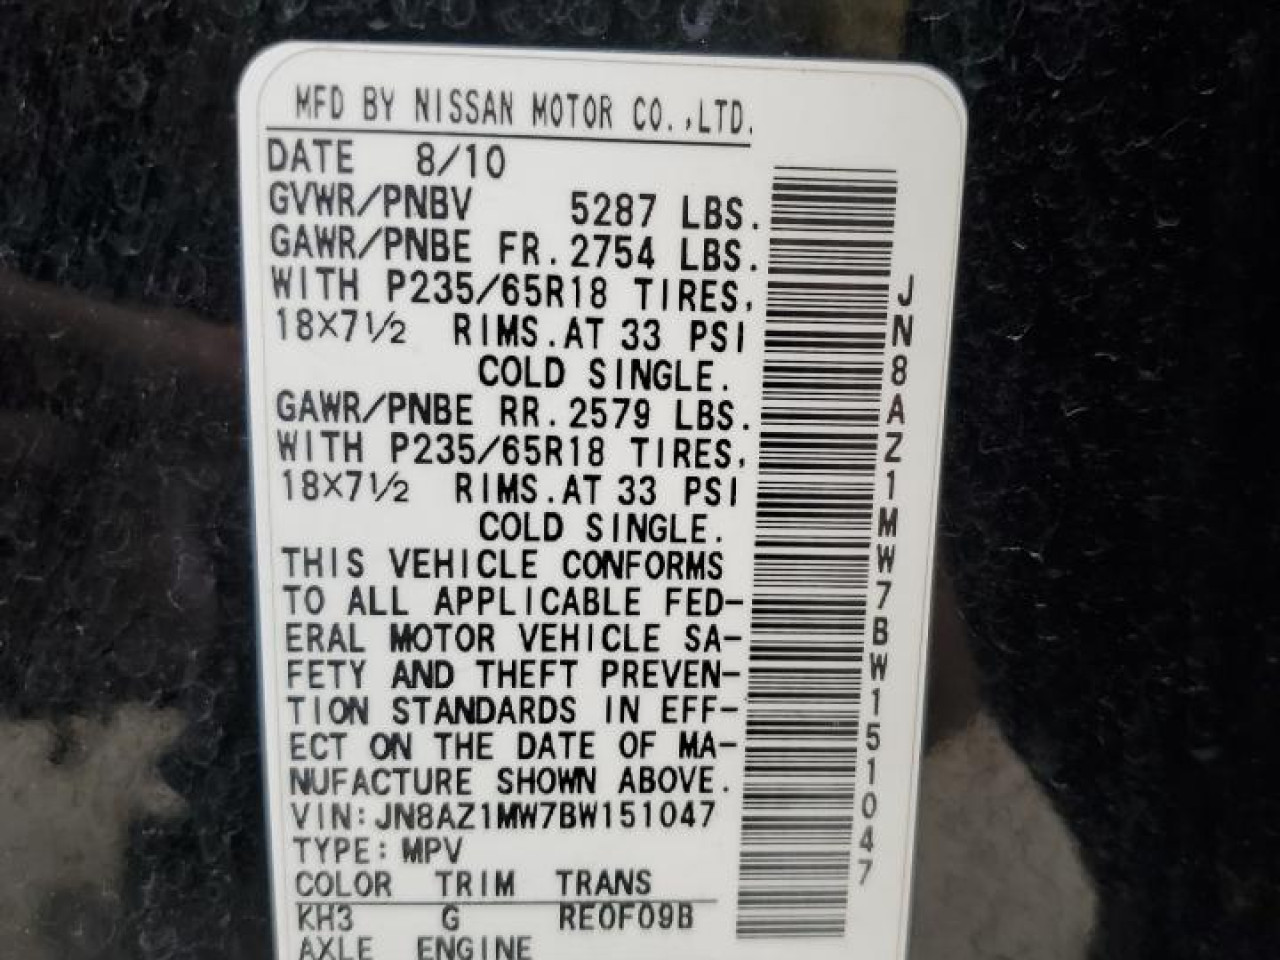 MFD BY NISSAN MOTOR CO.,LTD.
DATE 8/10
GVWR/PNBV 5287 LBS.
GAWR/PNBE FR.2754 LBS.
WITH P235/65R18 TIRES,
18×7½ RIMS.AT 33 PSI
COLD SINGLE.
GAWR/PNBE RR.2579 LBS.
WITH P235/65R18 TIRES,
18×7½ RIMS.AT 33 PSI
COLD SINGLE.
THIS VEHICLE CONFORMS
TO ALL APPLICABLE FED-
ERAL MOTOR VEHICLE SA-
FETY AND THEFT PREVEN-
TION STANDARDS IN EFF-
ECT ON THE DATE OF MA-
NUFACTURE SHOWN ABOVE.
VIN:JN8AZ1MW7BW151047
TYPE:MPV
COLOR TRIM TRANS
KH3 G RE0F09B
AXLE ENGINE
JN8AZ1MW7BW151047